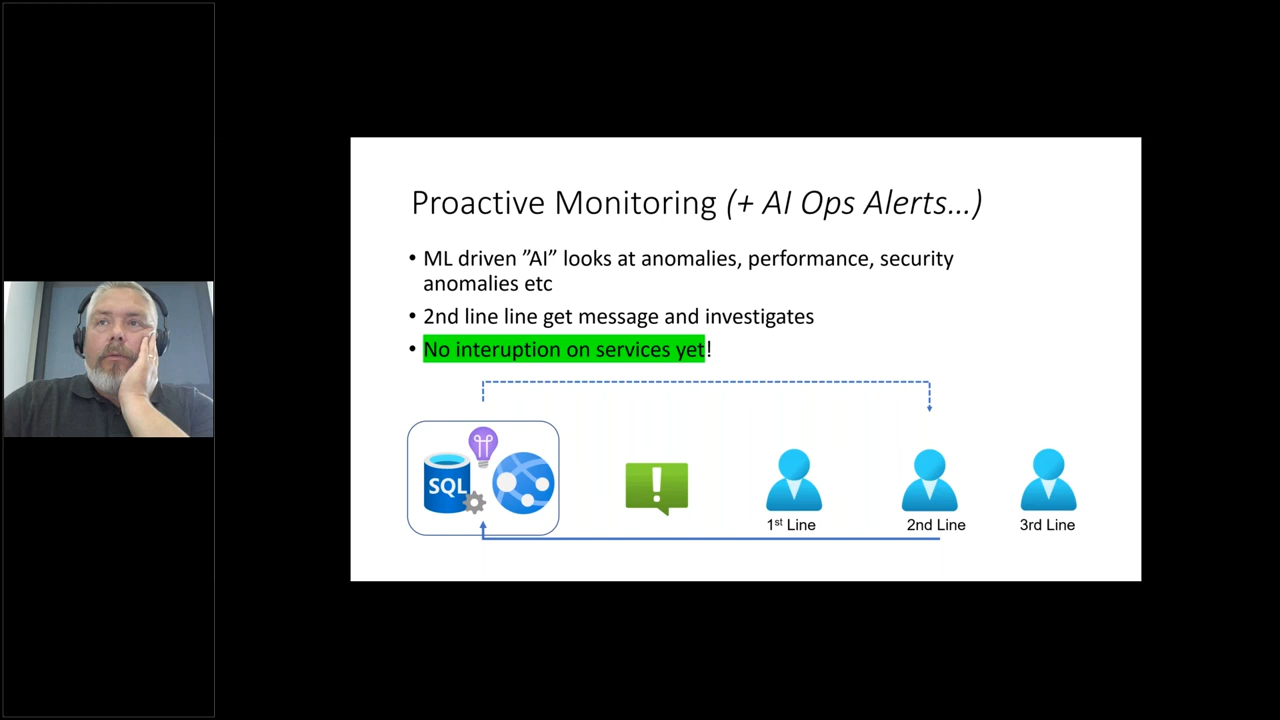 Proactive Monitoring (+ AI Ops Alerts…)
• ML driven ”AI” looks at anomalies, performance, security
anomalies etc
• 2nd line line get message and investigates
• No interuption on services yet!
SQL
!
1st Line
2nd Line
3rd Line